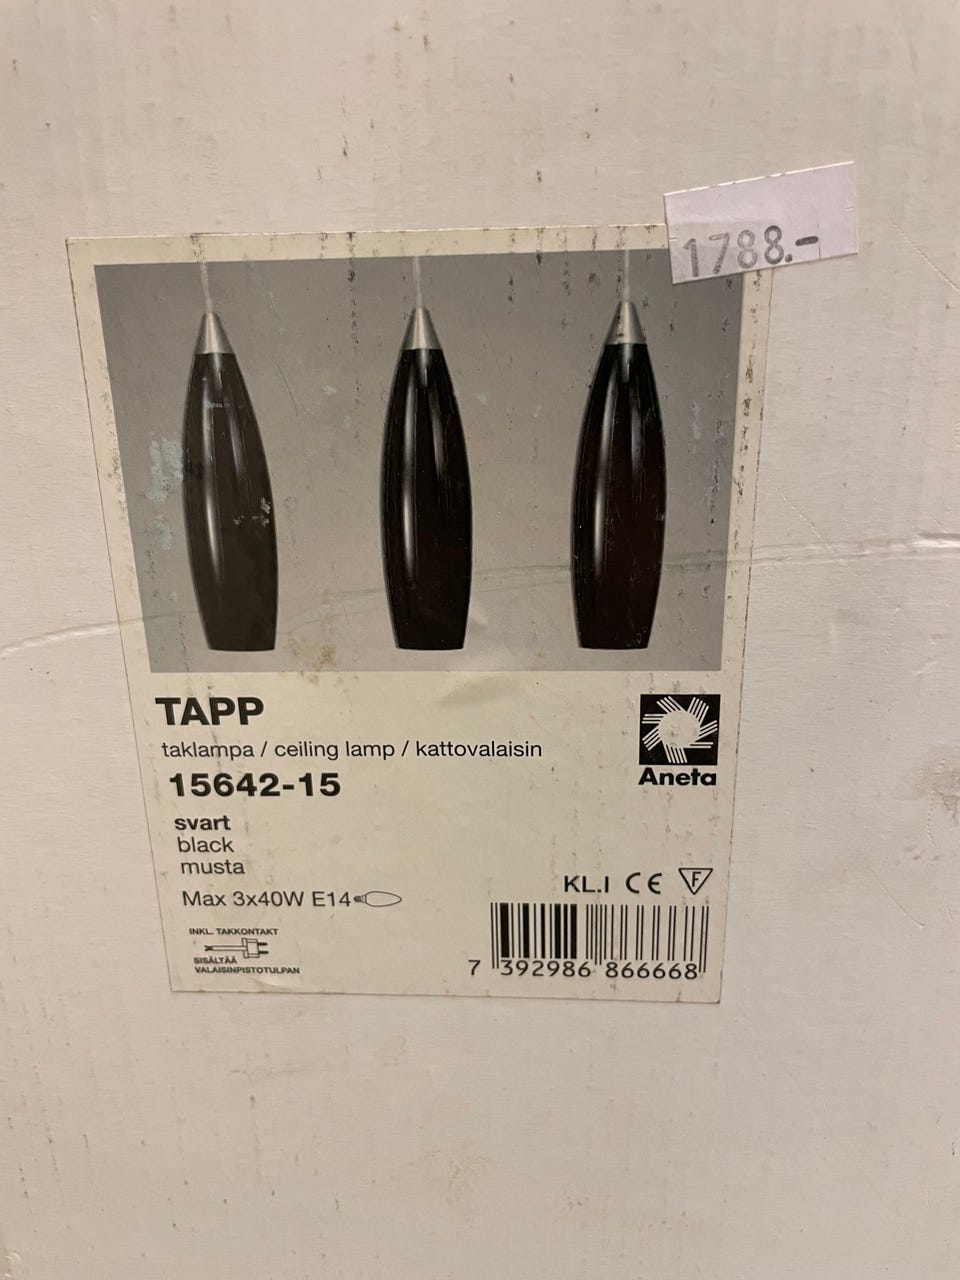 1788.-
TAPP
taklampa / ceiling lamp / kattovalaisin
15642-15
svart
black
musta
Max 3x40W E14
INKL. TAKKONTAKT
SISÄLTÄÄ
VALAISINPISTOTULPAN
Aneta
KL.I CE F
7 392986 866668